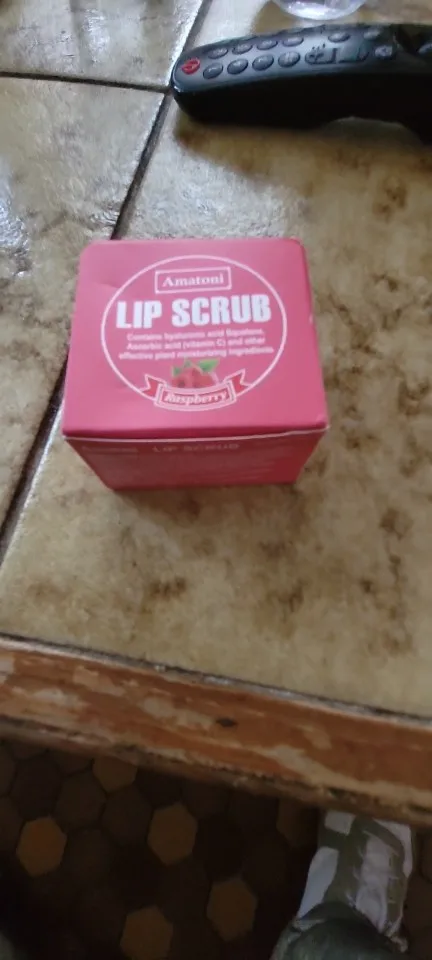 Amatoni
LIP SCRUB
Contains hyaluronic acid Squalane,
Ascorbic acid (vitamin C) and other
effective plant moisturizing ingredients
Raspberry
LIP SCRUB